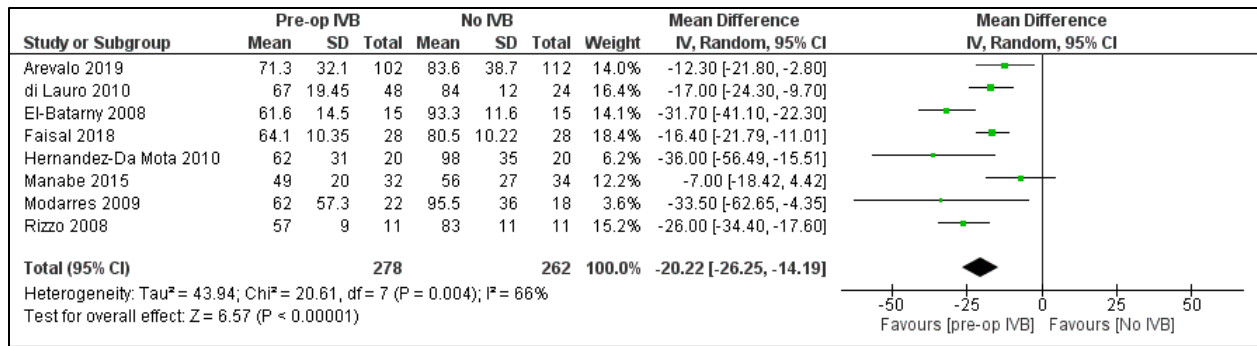 Pre-op IVB No IVB Mean Difference Mean Difference
Study or Subgroup Mean SD Total Mean SD Total Weight IV, Random, 95% CI IV, Random, 95% CI
Arevalo 2019 71.3 32.1 102 83.6 38.7 112 14.0% -12.30 [-21.80, -2.80]
di Lauro 2010 67 19.45 48 84 12 24 16.4% -17.00 [-24.30, -9.70]
El-Batarny 2008 61.6 14.5 15 93.3 11.6 15 14.1% -31.70 [-41.10, -22.30]
Faisal 2018 64.1 10.35 28 80.5 10.22 28 18.4% -16.40 [-21.79, -11.01]
Hernandez-Da Mota 2010 62 31 20 98 35 20 6.2% -36.00 [-56.49, -15.51]
Manabe 2015 49 20 32 56 27 34 12.2% -7.00 [-18.42, 4.42]
Modarres 2009 62 57.3 22 95.5 36 18 3.6% -33.50 [-62.65, -4.35]
Rizzo 2008 57 9 11 83 11 11 15.2% -26.00 [-34.40, -17.60]
Total (95% CI) 278 262 100.0% -20.22 [-26.25, -14.19]
Heterogeneity: Tau² = 43.94; Chi² = 20.61, df = 7 (P = 0.004); I² = 66%
Test for overall effect: Z = 6.57 (P < 0.00001)
-50 -25 0 25 50
Favours [pre-op IVB] Favours [No IVB]